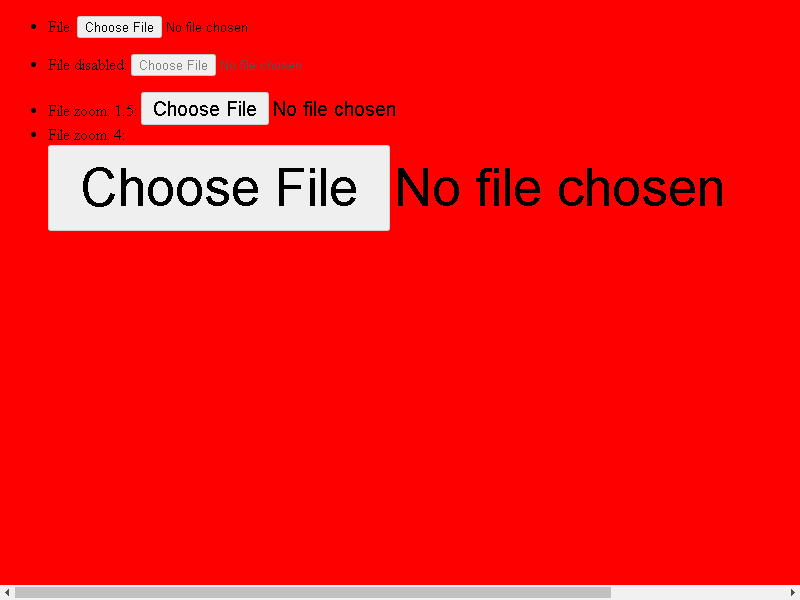 File: Choose File No file chosen
File disabled: Choose File no file chosen
File zoom: 1.5: Choose File No file chosen
File zoom: 4:
Choose File No file chosen